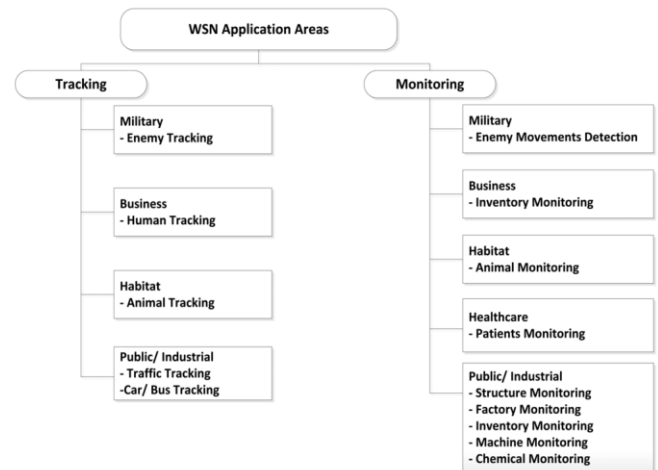 WSN Application Areas
Tracking
Military
- Enemy Tracking
Business
- Human Tracking
Habitat
- Animal Tracking
Public/ Industrial
- Traffic Tracking
-Car/ Bus Tracking
Monitoring
Military
- Enemy Movements Detection
Business
- Inventory Monitoring
Habitat
- Animal Monitoring
Healthcare
- Patients Monitoring
Public/ Industrial
- Structure Monitoring
- Factory Monitoring
- Inventory Monitoring
- Machine Monitoring
- Chemical Monitoring